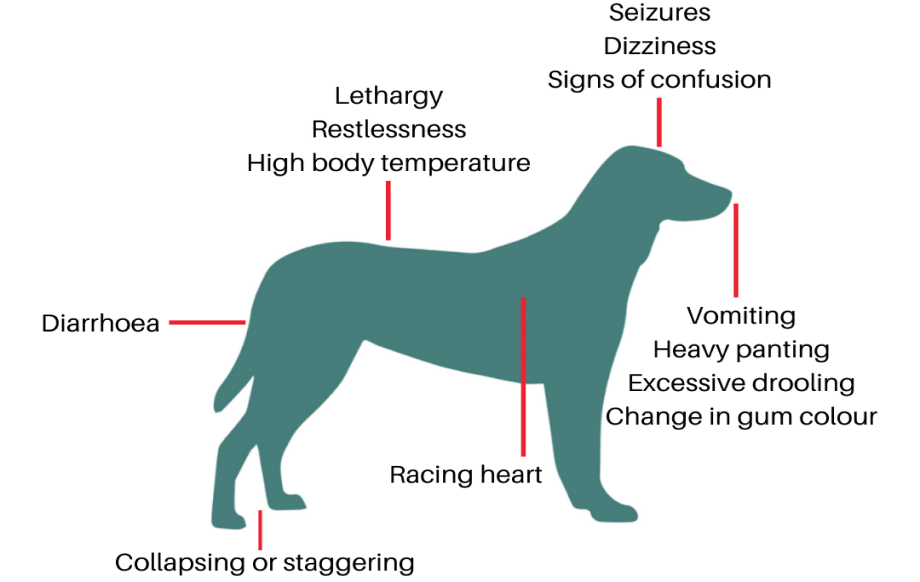 Seizures
Dizziness
Signs of confusion
Lethargy
Restlessness
High body temperature
Diarrhoea
Vomiting
Heavy panting
Excessive drooling
Change in gum colour
Racing heart
Collapsing or staggering